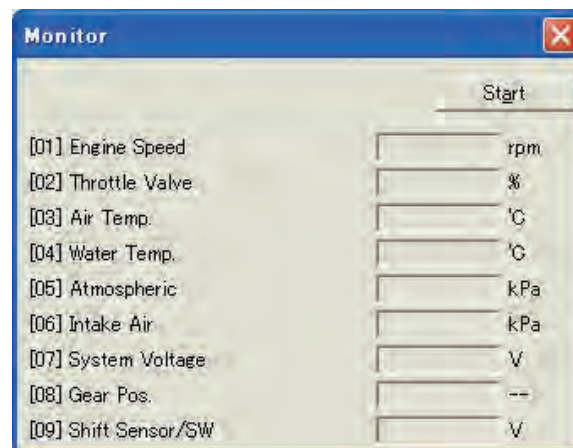 Monitor
Start
[01] Engine Speed rpm
[02] Throttle Valve %
[03] Air Temp. 'C
[04] Water Temp. 'C
[05] Atmospheric kPa
[06] Intake Air kPa
[07] System Voltage V
[08] Gear Pos. --
[09] Shift Sensor/SW V